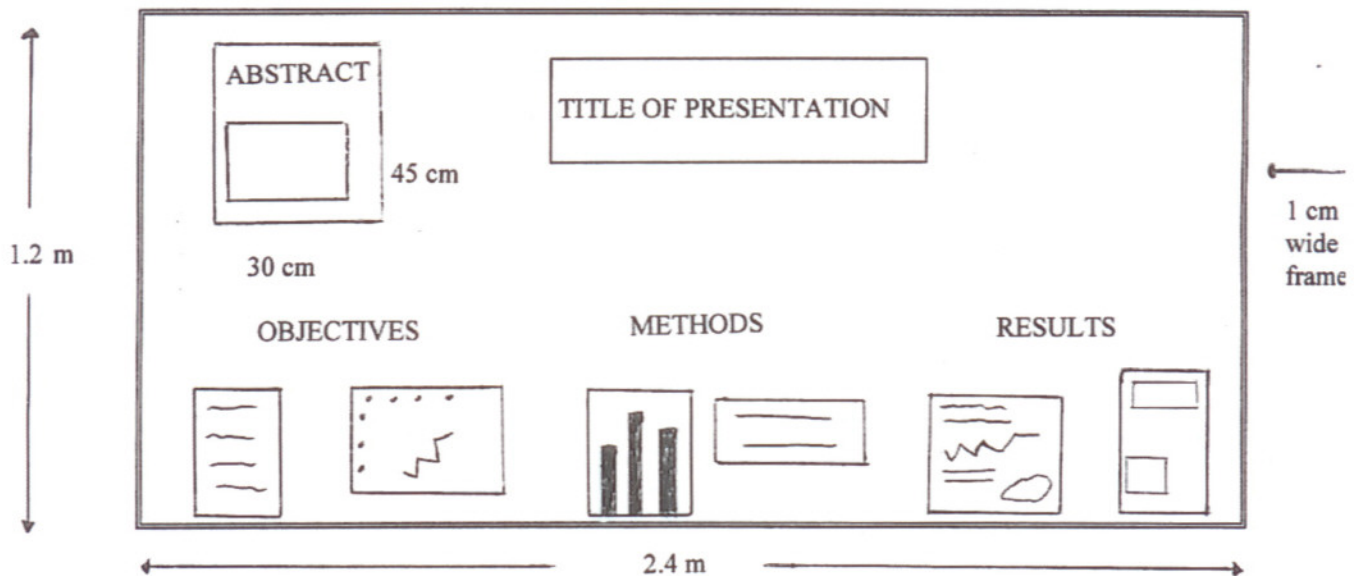 ABSTRACT
TITLE OF PRESENTATION
45 cm
1 cm
wide
frame
1.2 m
30 cm
OBJECTIVES
METHODS
RESULTS
2.4 m